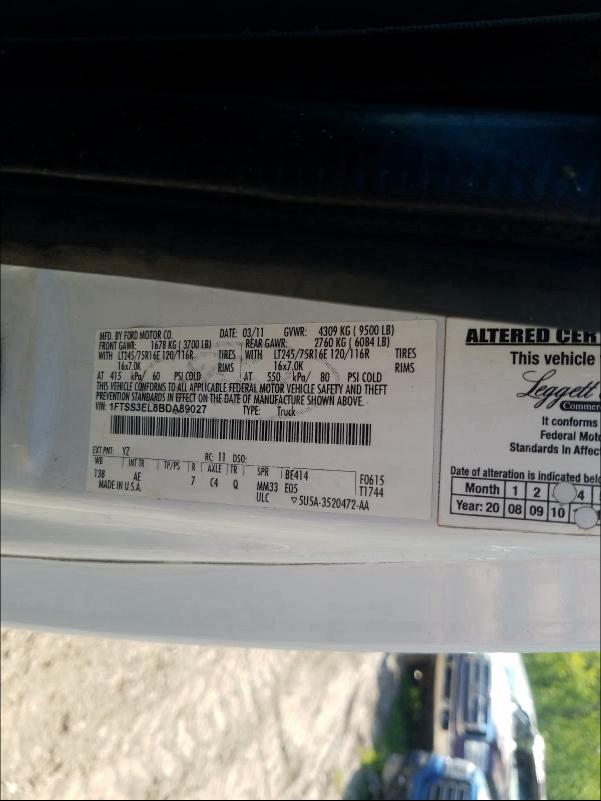 MFD. BY FORD MOTOR CO. DATE: 03/11 GVWR: 4309 KG ( 9500 LB)
FRONT GAWR: 1678 KG ( 3700 LB) REAR GAWR: 2760 KG ( 6084 LB)
WITH LT245/75R16E 120/116R TIRES WITH LT245/75R16E 120/116R TIRES
16x7.0K RIMS 16x7.0K RIMS
AT 415 kPa/ 60 PSI COLD AT 550 kPa/ 80 PSI COLD
THIS VEHICLE CONFORMS TO ALL APPLICABLE FEDERAL MOTOR VEHICLE SAFETY AND THEFT
PREVENTION STANDARDS IN EFFECT ON THE DATE OF MANUFACTURE SHOWN ABOVE.
VIN: 1FTSS3EL8BDA89027 TYPE: Truck
EXT PNT: YZ RC: 11 DSO:
WB INT TR TP/PS R AXLE TR SPR BE414 F0615
138 AE 7 C4 Q MM33 E05 T1744
MADE IN U.S.A. ULC ▽5U5A-3520472-AA
ALTERED CER
This vehicle
Leggett
Commer
It conforms
Federal Moto
Standards In Affec
Date of alteration is indicated below
Month 1 2 4
Year: 20 08 09 10